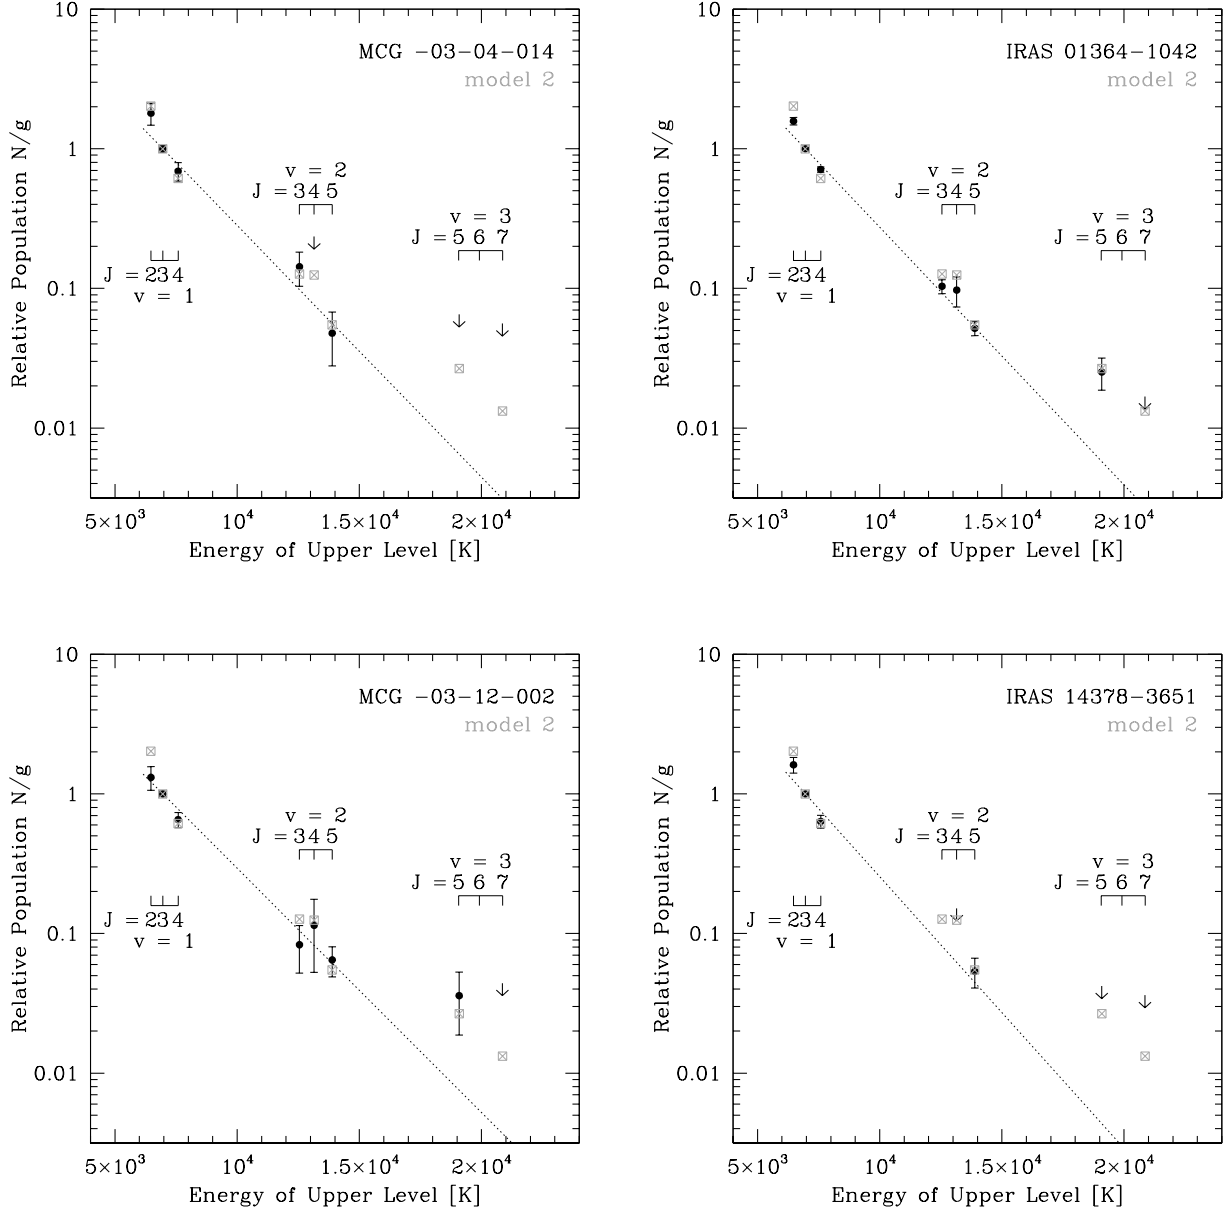 10
MCG -03-04-014
model 2
1
0.1
0.01
Relative Population N/g
v = 2
J = 3 4 5
v = 3
J = 5 6 7
J = 2 3 4
v = 1
5×10³ 10⁴ 1.5×10⁴ 2×10⁴
Energy of Upper Level [K]
10
IRAS 01364-1042
model 2
1
0.1
0.01
Relative Population N/g
v = 2
J = 3 4 5
v = 3
J = 5 6 7
J = 2 3 4
v = 1
5×10³ 10⁴ 1.5×10⁴ 2×10⁴
Energy of Upper Level [K]
10
MCG -03-12-002
model 2
1
0.1
0.01
Relative Population N/g
v = 2
J = 3 4 5
v = 3
J = 5 6 7
J = 2 3 4
v = 1
5×10³ 10⁴ 1.5×10⁴ 2×10⁴
Energy of Upper Level [K]
10
IRAS 14378-3651
model 2
1
0.1
0.01
Relative Population N/g
v = 2
J = 3 4 5
v = 3
J = 5 6 7
J = 2 3 4
v = 1
5×10³ 10⁴ 1.5×10⁴ 2×10⁴
Energy of Upper Level [K]